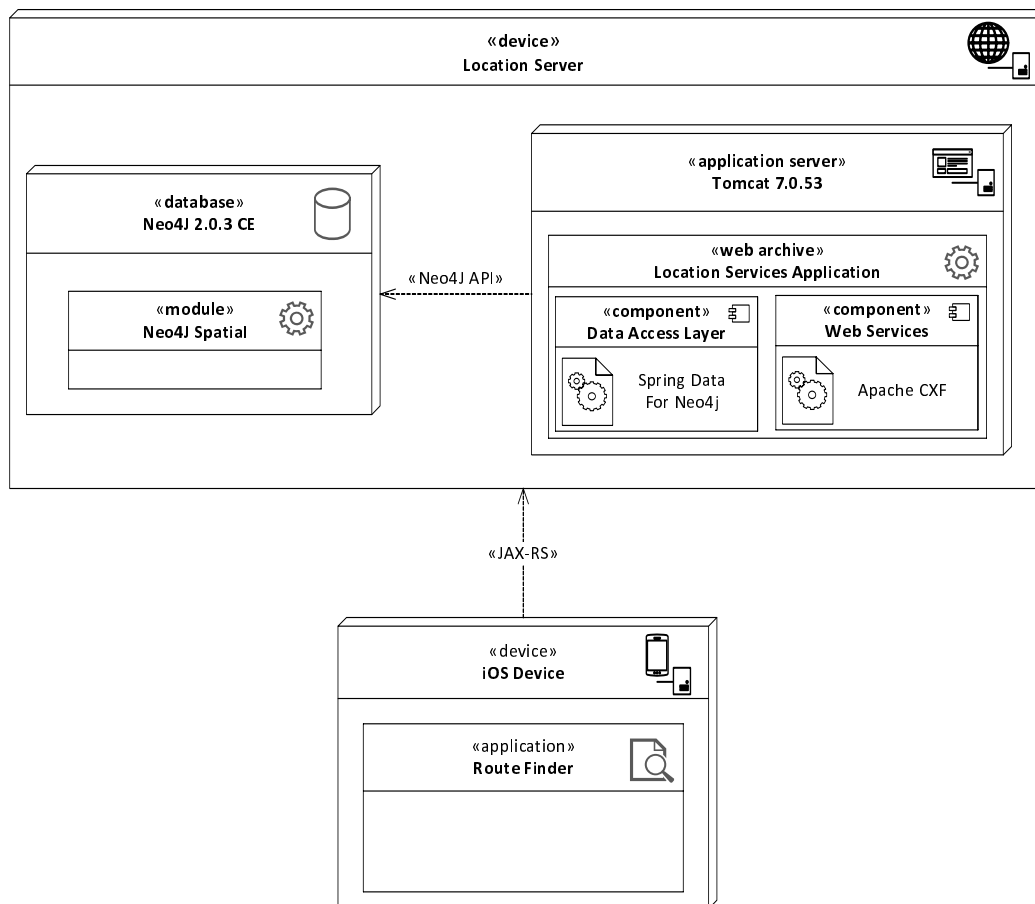 «device»
Location Server
«database»
Neo4J 2.0.3 CE
«module»
Neo4J Spatial
«Neo4J API»
«application server»
Tomcat 7.0.53
«web archive»
Location Services Application
«component»
Data Access Layer
Spring Data
For Neo4j
«component»
Web Services
Apache CXF
«JAX-RS»
«device»
iOS Device
«application»
Route Finder